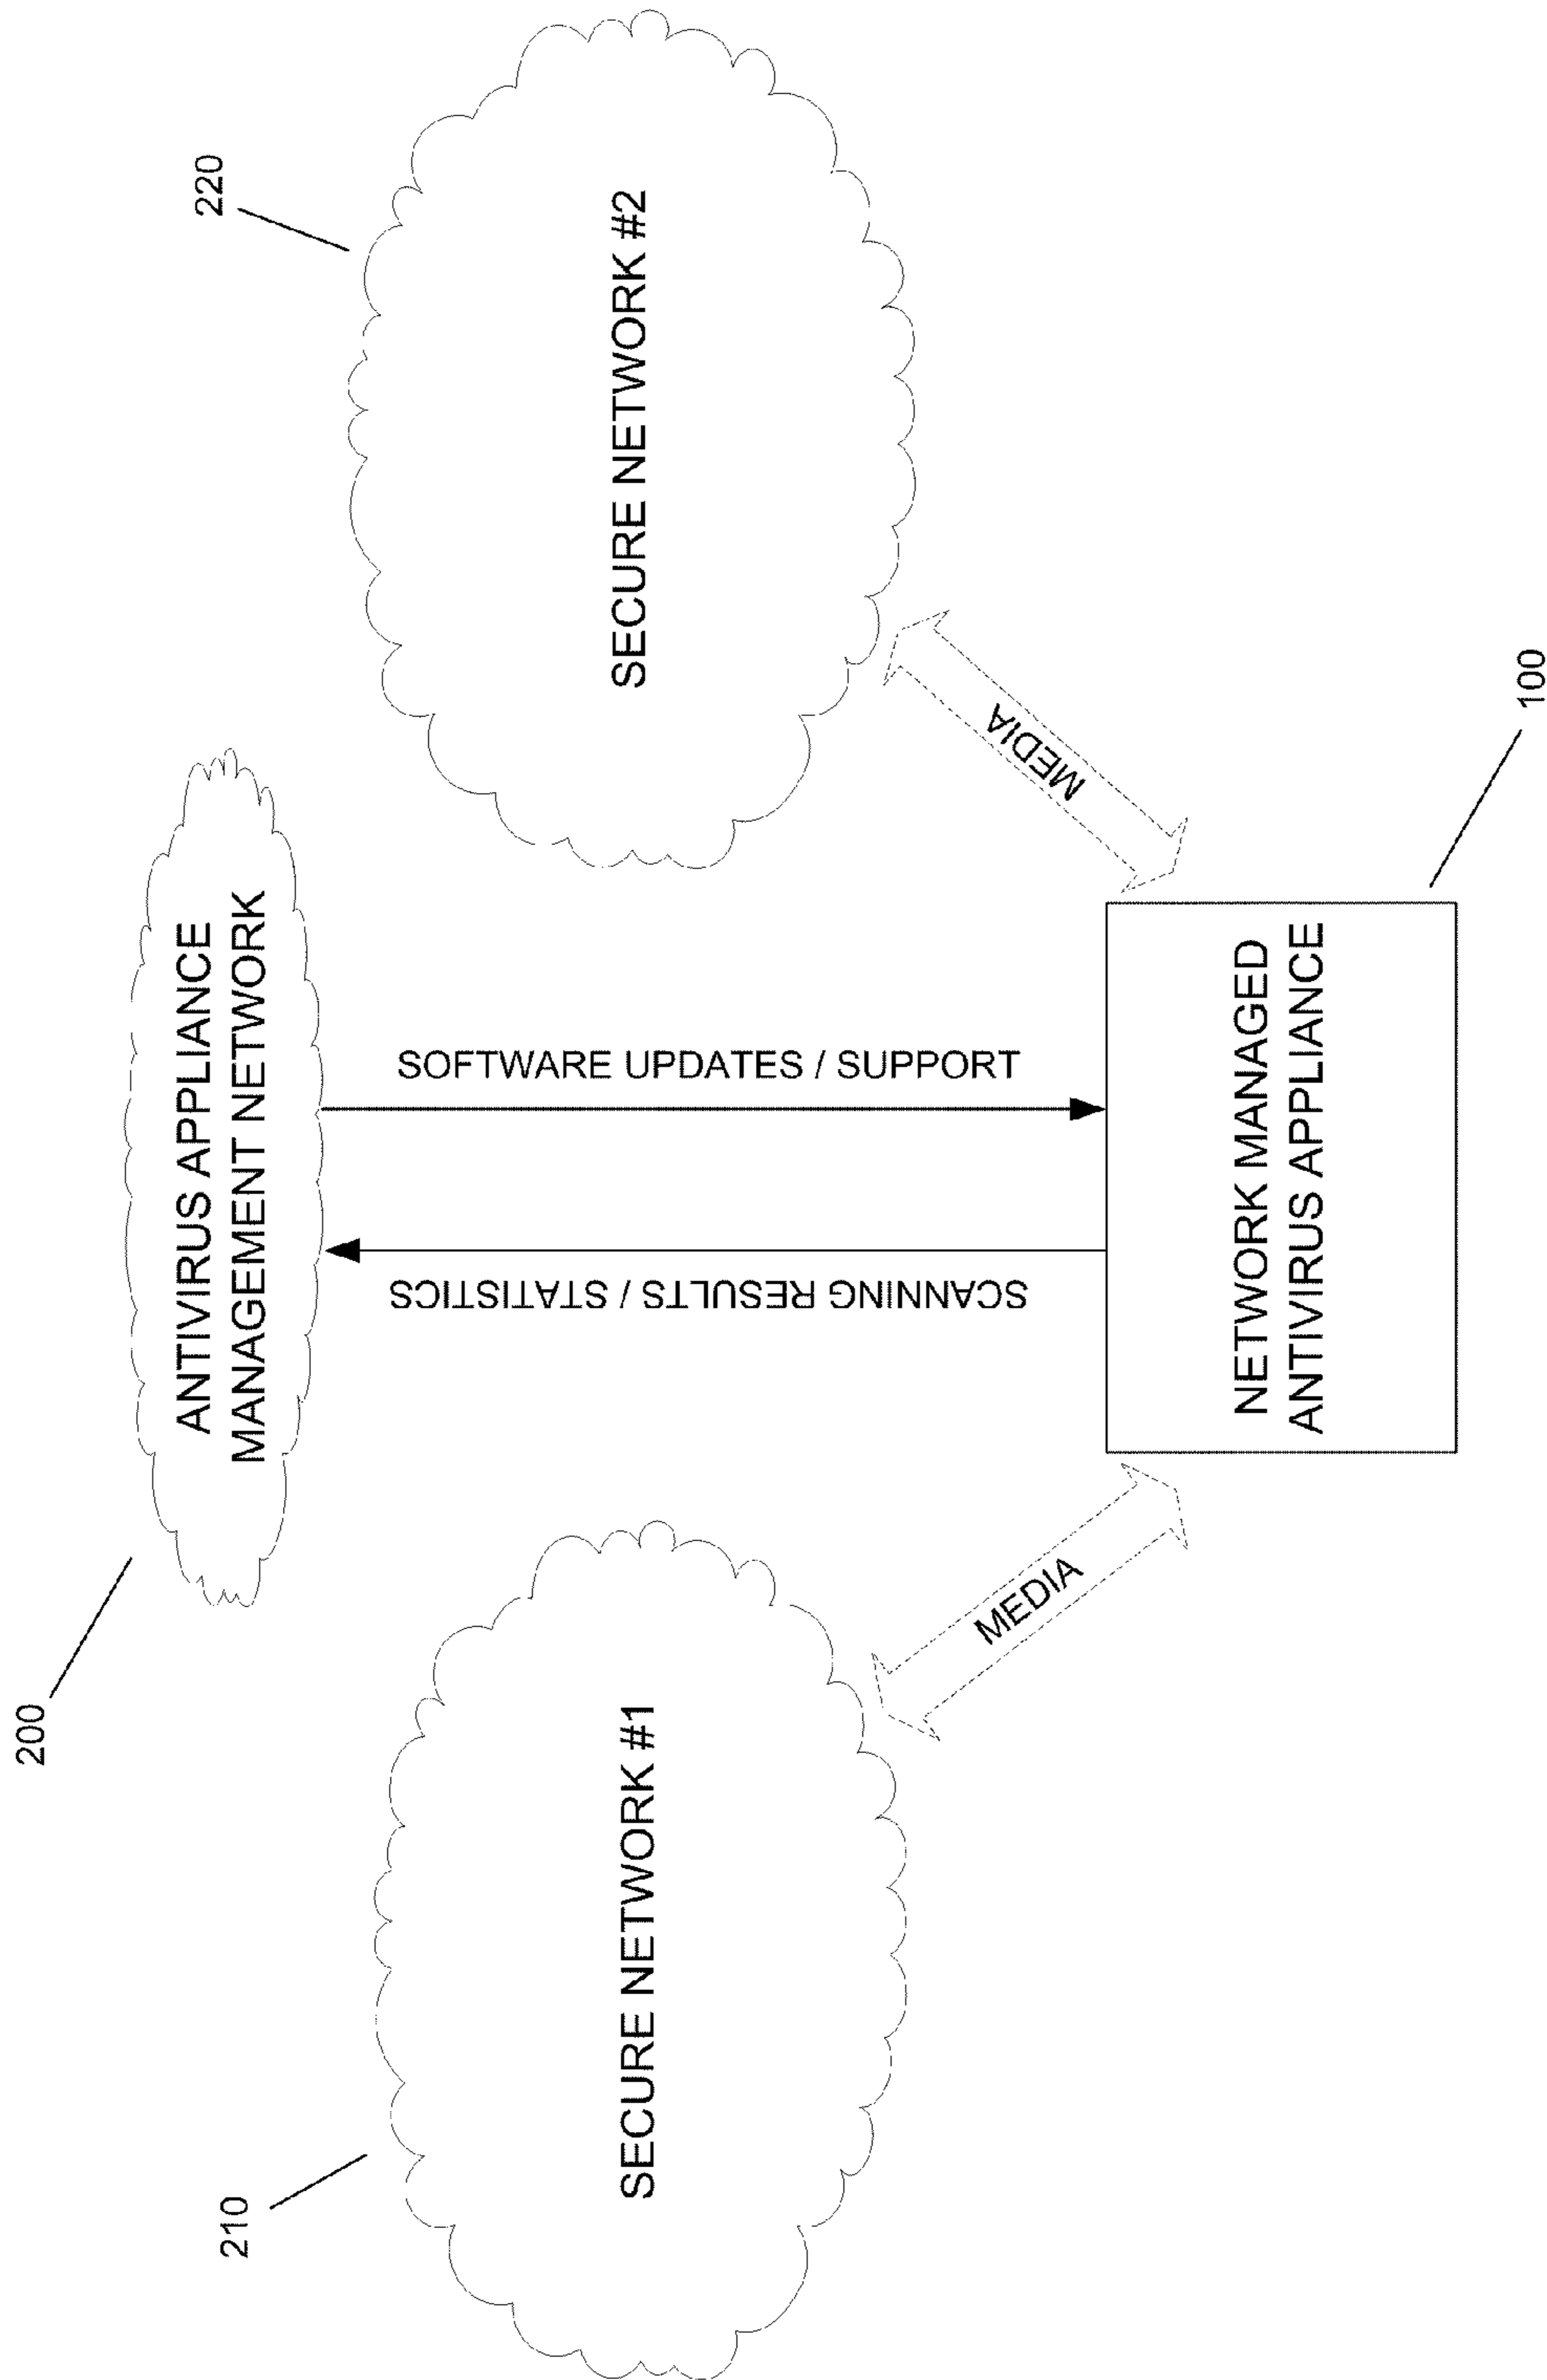 200
ANTIVIRUS APPLIANCE
MANAGEMENT NETWORK
210
SECURE NETWORK #1
220
SECURE NETWORK #2
SCANNING RESULTS / STATISTICS
SOFTWARE UPDATES / SUPPORT
MEDIA
MEDIA
NETWORK MANAGED
ANTIVIRUS APPLIANCE
100